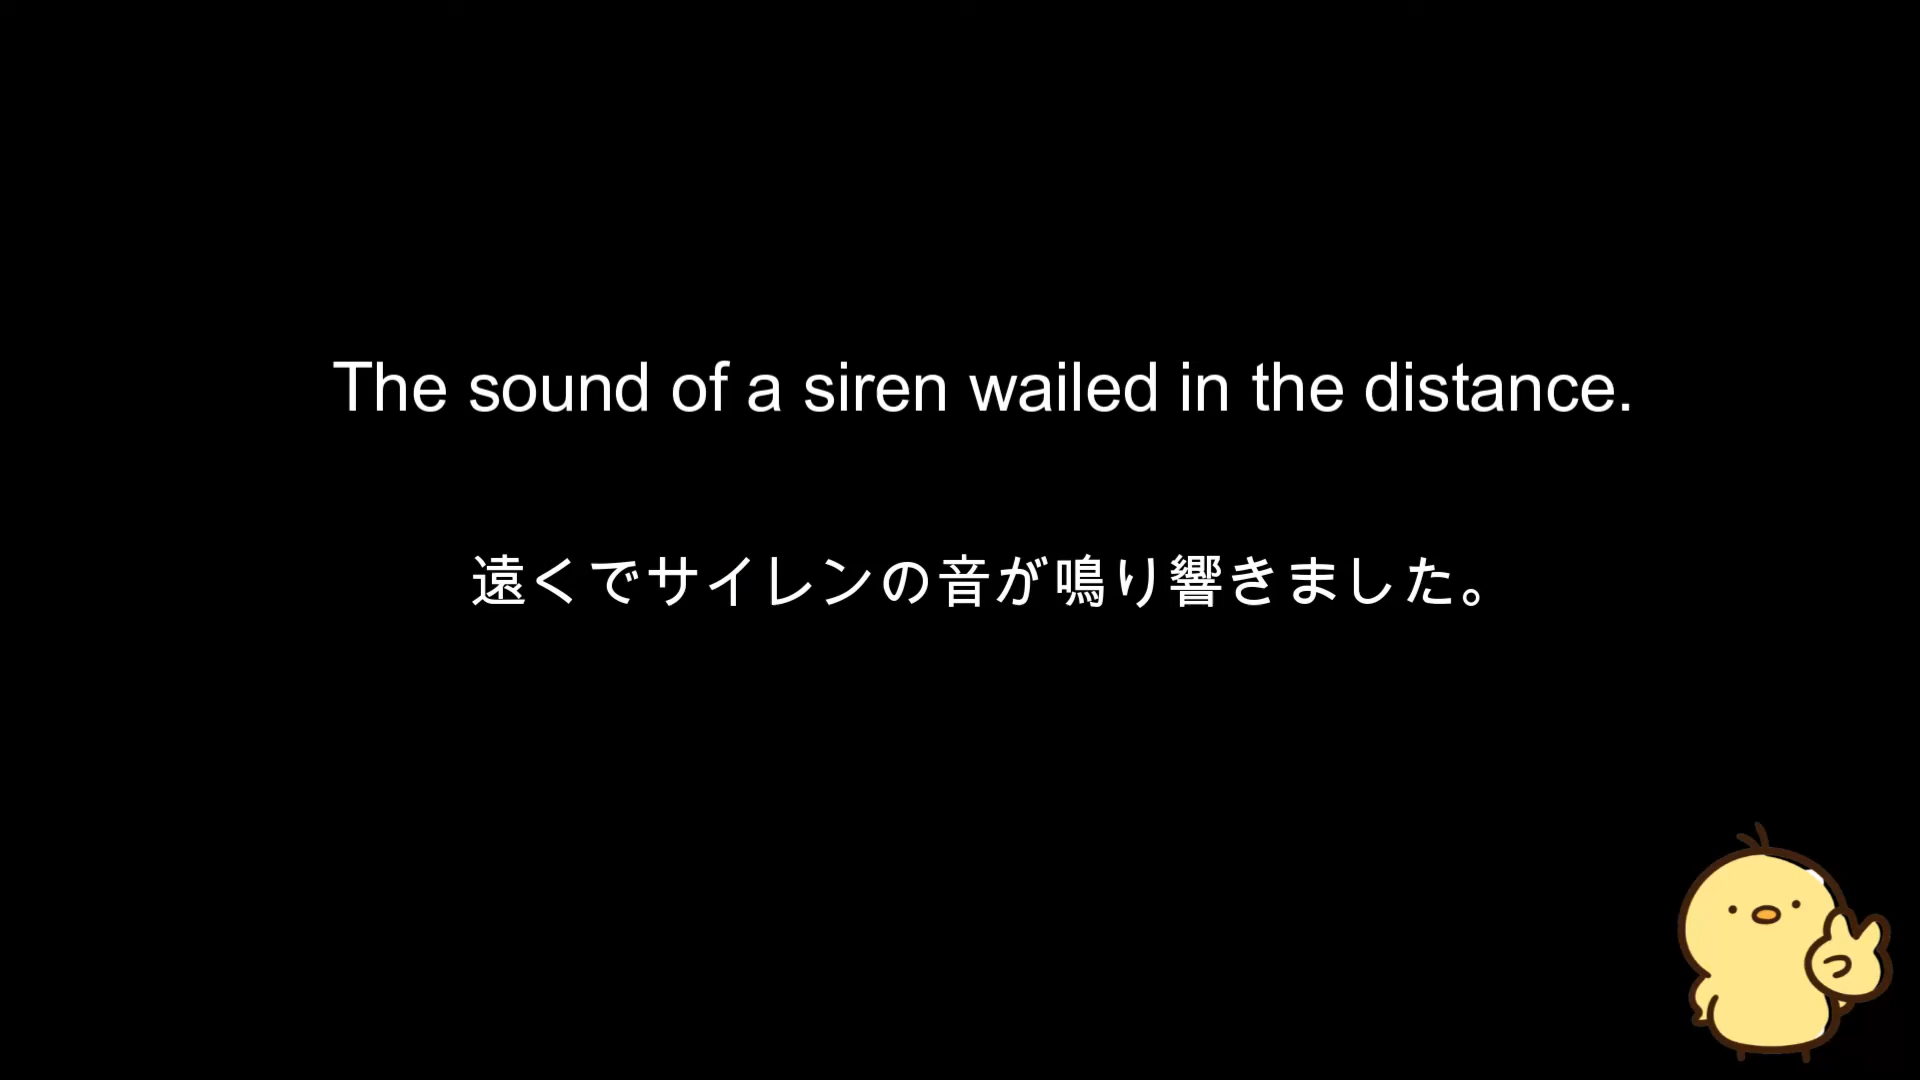 The sound of a siren wailed in the distance.
遠くでサイレンの音が鳴り響きました。